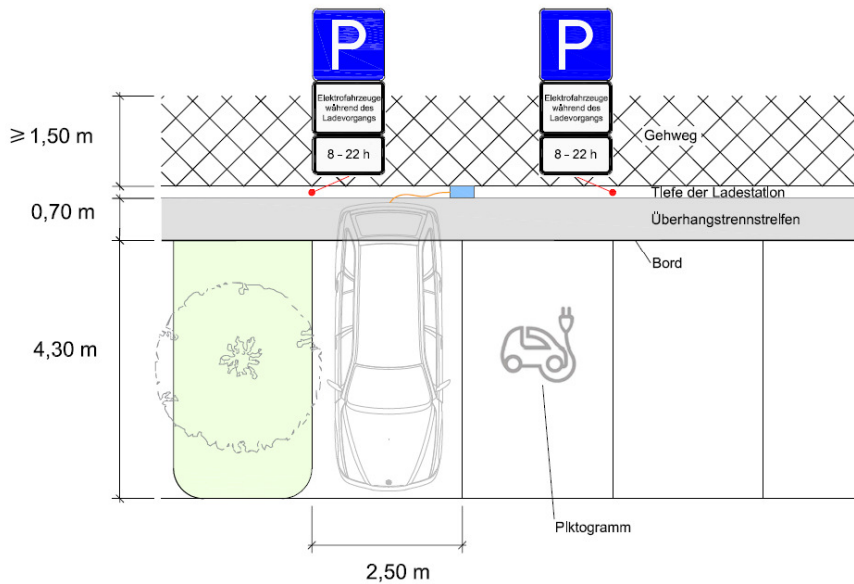 P
P
Elektrofahrzeuge
während des
Ladevorgangs
Elektrofahrzeuge
während des
Ladevorgangs
8 - 22 h
8 - 22 h
≥ 1,50 m
Gehweg
Tiefe der Ladestation
0,70 m
Überhangstrennstreifen
Bord
4,30 m
Piktogramm
2,50 m